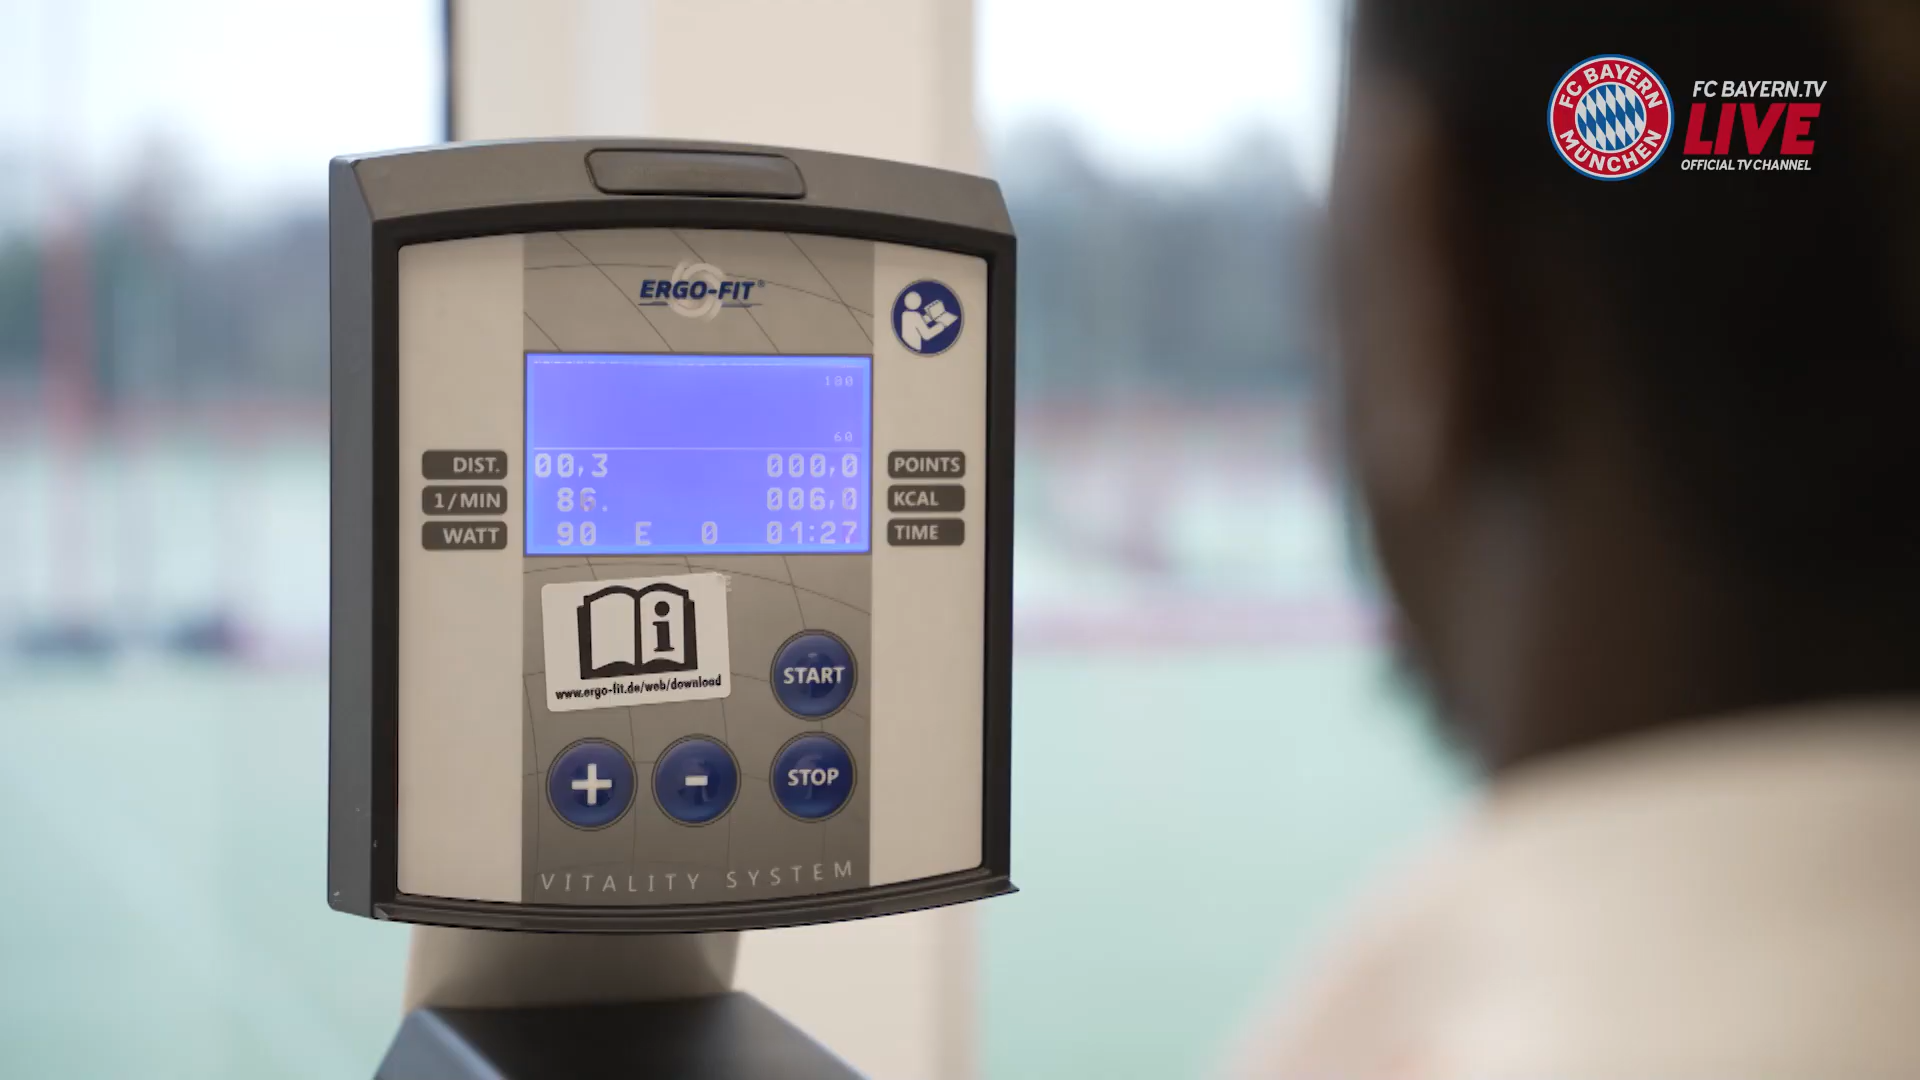 FC BAYERN
MÜNCHEN
FC BAYERN.TV
LIVE
OFFICIAL TV CHANNEL
ERGO-FIT®
100
60
DIST. 00,3 000,0 POINTS
1/MIN 86. 006,0 KCAL
WATT 90 E 0 01:27 TIME
i
www.ergo-fit.de/web/download
START
+ - STOP
VITALITY SYSTEM